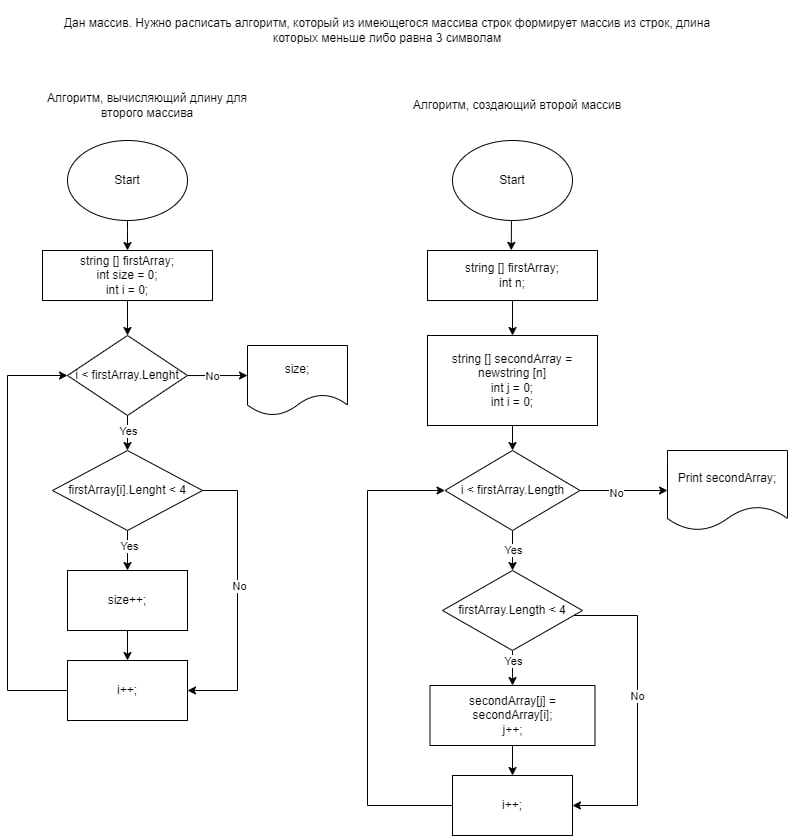 Дан массив. Нужно расписать алгоритм, который из имеющегося массива строк формирует массив из строк, длина
которых меньше либо равна 3 символам
Алгоритм, вычисляющий длину для
второго массива
Start
string [] firstArray;
int size = 0;
int i = 0;
i < firstArray.Lenght
No
size;
Yes
firstArray[i].Lenght < 4
Yes
No
size++;
i++;
Алгоритм, создающий второй массив
Start
string [] firstArray;
int n;
string [] secondArray =
newstring [n]
int j = 0;
int i = 0;
i < firstArray.Length
No
Print secondArray;
Yes
firstArray.Length < 4
Yes
No
secondArray[j] =
secondArray[i];
j++;
i++;